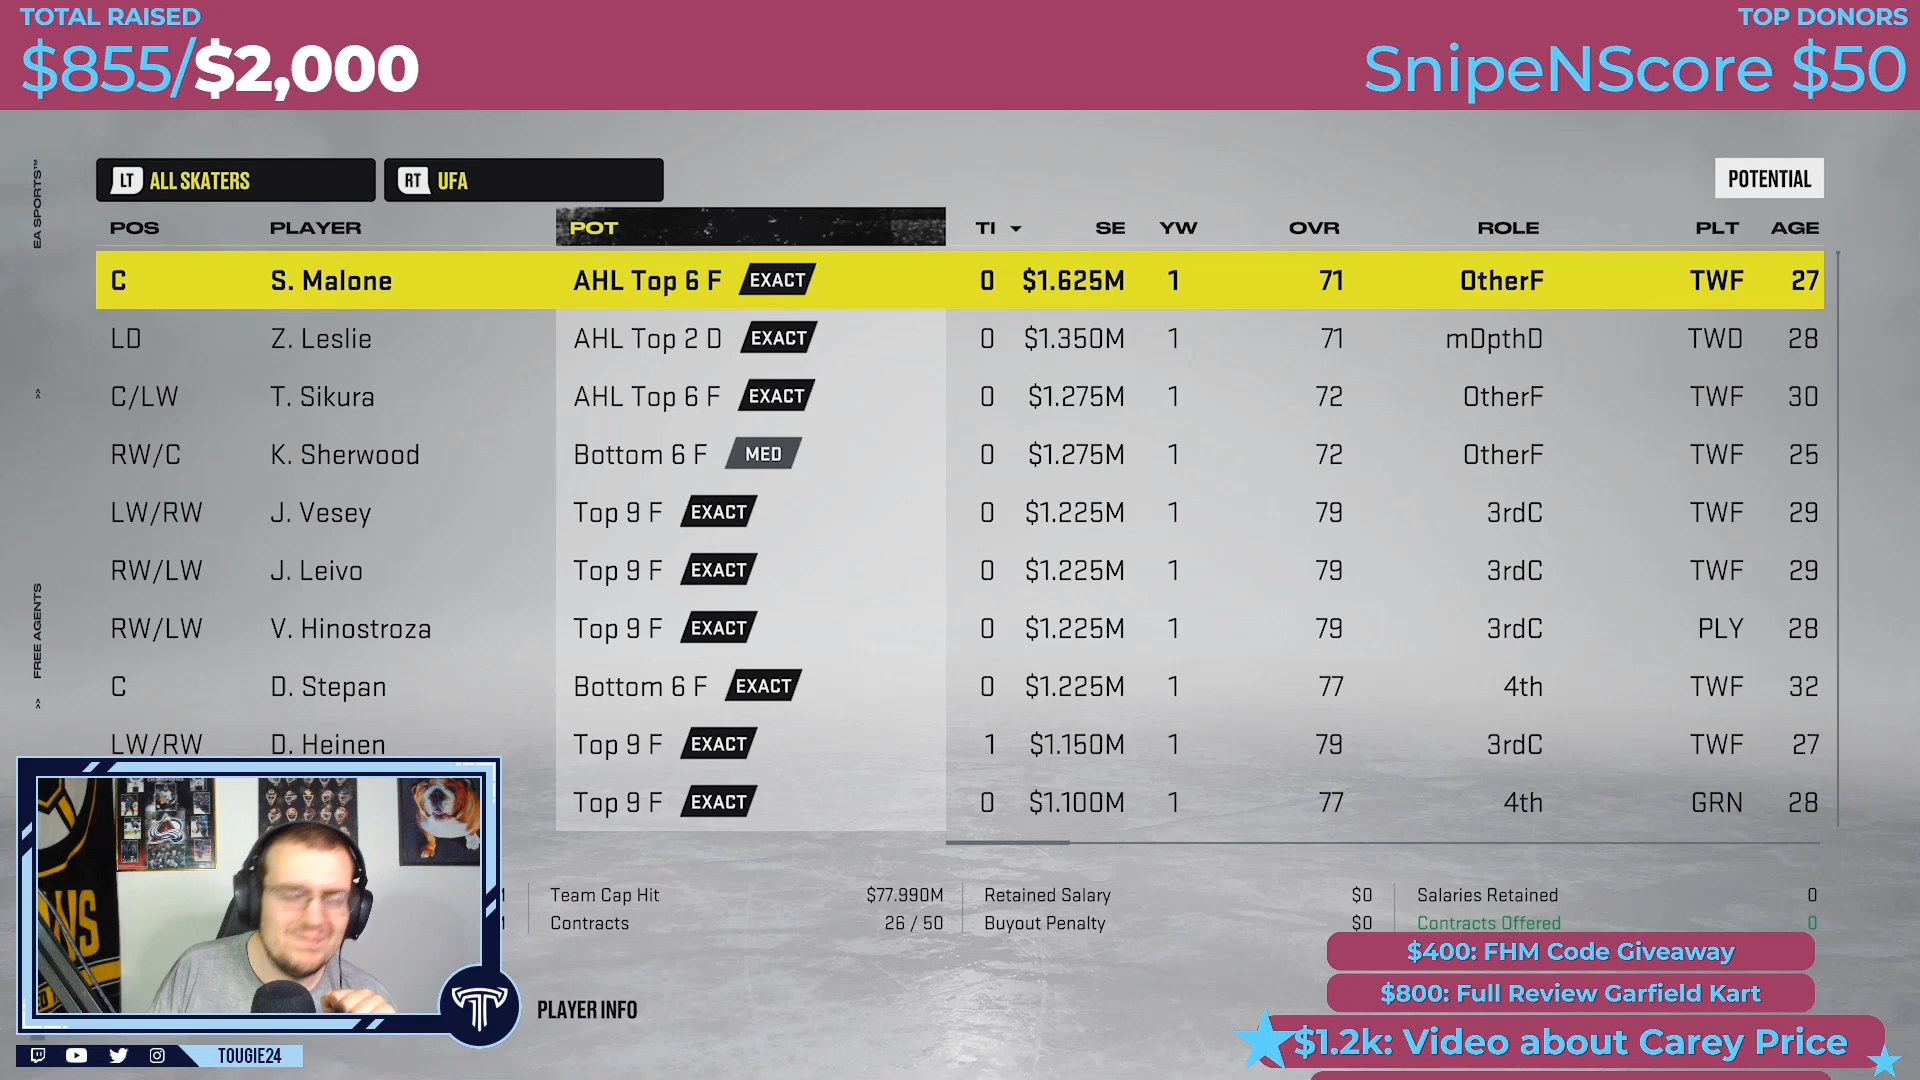 TOTAL RAISED
$855/$2,000
TOP DONORS
SnipeNScore $50
EA SPORTS™
FREE AGENTS
LT ALL SKATERS
RT UFA
POTENTIAL
POS PLAYER POT TI SE YW OVR ROLE PLT AGE
C S. Malone AHL Top 6 F EXACT 0 $1.625M 1 71 OtherF TWF 27
LD Z. Leslie AHL Top 2 D EXACT 0 $1.350M 1 71 mDpthD TWD 28
C/LW T. Sikura AHL Top 6 F EXACT 0 $1.275M 1 72 OtherF TWF 30
RW/C K. Sherwood Bottom 6 F MED 0 $1.275M 1 72 OtherF TWF 25
LW/RW J. Vesey Top 9 F EXACT 0 $1.225M 1 79 3rdC TWF 29
RW/LW J. Leivo Top 9 F EXACT 0 $1.225M 1 79 3rdC TWF 29
RW/LW V. Hinostroza Top 9 F EXACT 0 $1.225M 1 79 3rdC PLY 28
C D. Stepan Bottom 6 F EXACT 0 $1.225M 1 77 4th TWF 32
LW/RW D. Heinen Top 9 F EXACT 1 $1.150M 1 79 3rdC TWF 27
Top 9 F EXACT 0 $1.100M 1 77 4th GRN 28
Team Cap Hit $77.990M Retained Salary $0 Salaries Retained 0
Contracts 26 / 50 Buyout Penalty $0 Contracts Offered 0
PLAYER INFO
$400: FHM Code Giveaway
$800: Full Review Garfield Kart
$1.2k: Video about Carey Price
TOUGIE24